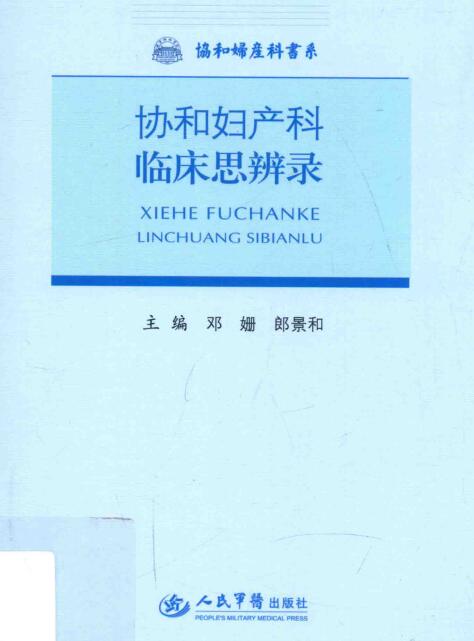 協和婦産科書系
协和妇产科
临床思辨录
XIEHE FUCHANKE
LINCHUANG SIBIANLU
主 编 邓 姗 郎景和
人民軍醫出版社
PEOPLE'S MILITARY MEDICAL PRESS